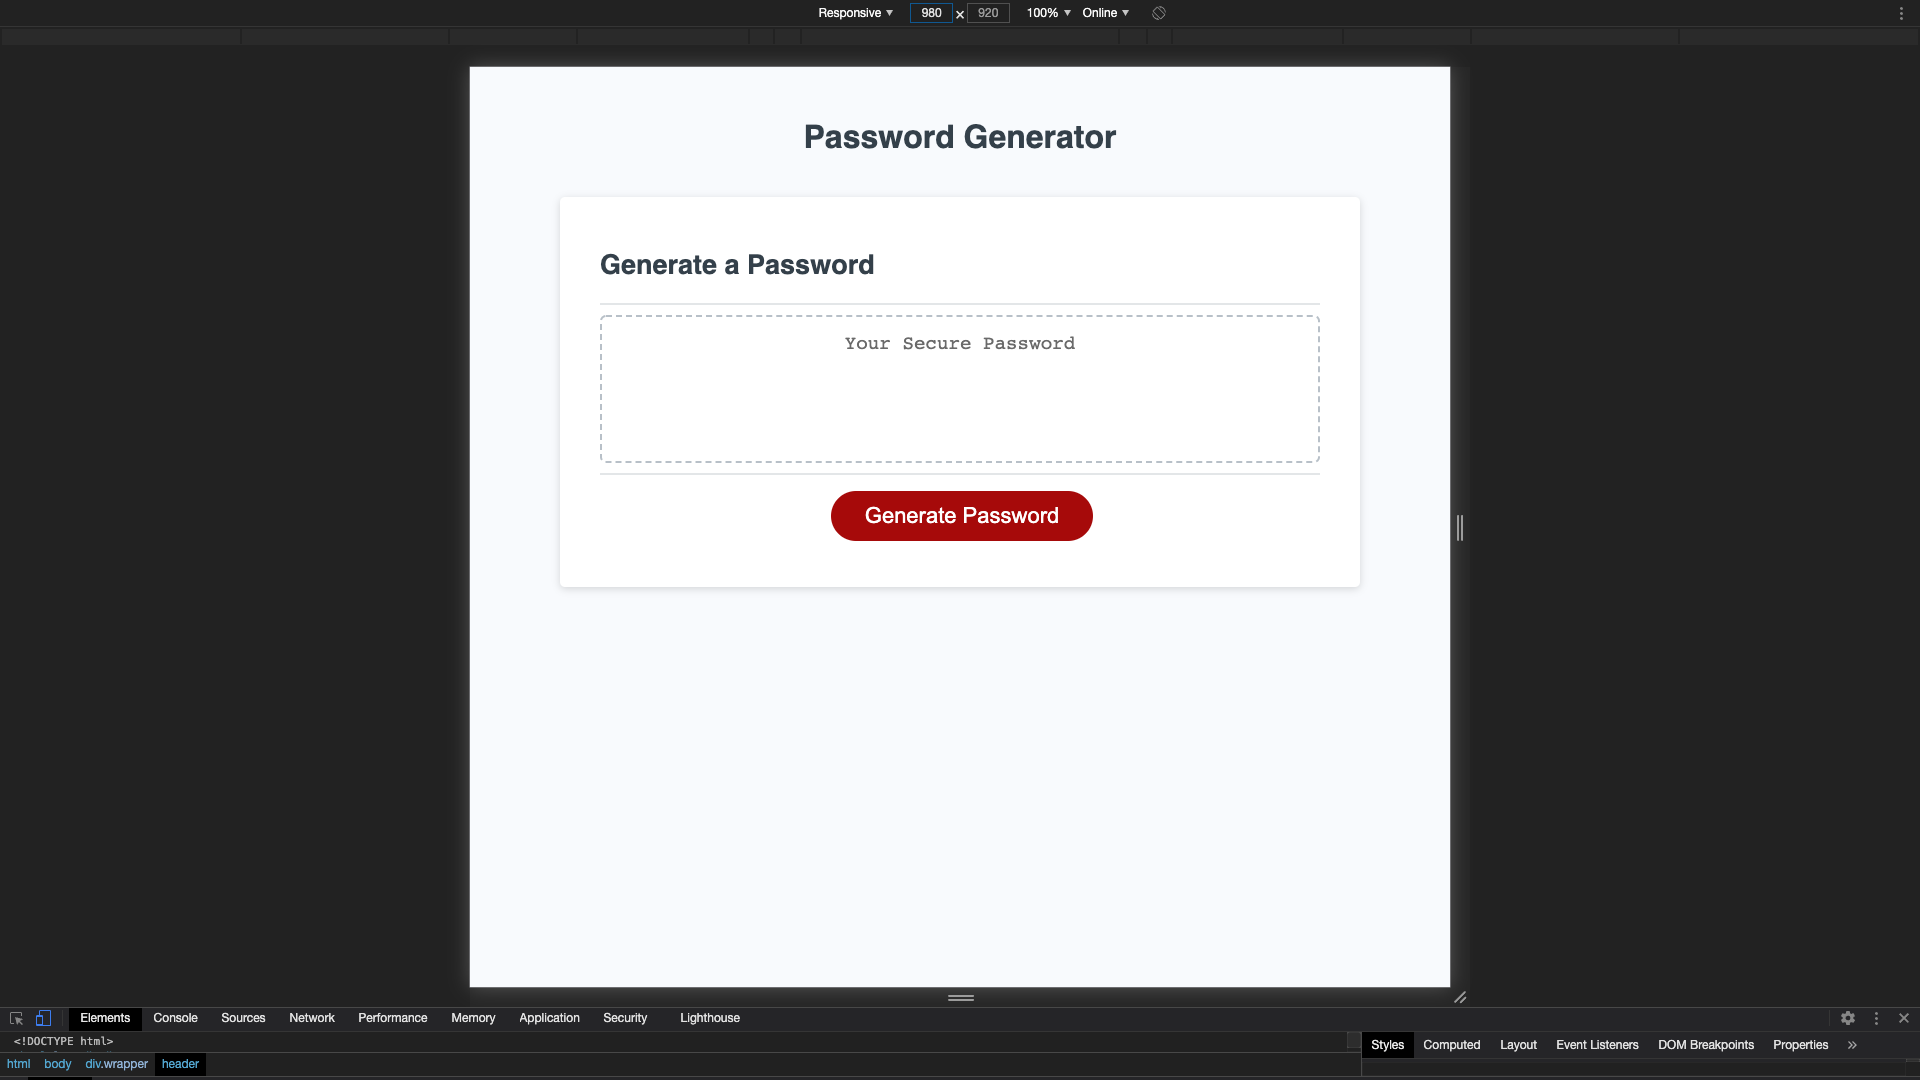 Responsive ▼ 980 × 920 100% ▼ Online ▼
Password Generator
Generate a Password
Your Secure Password
Generate Password
Elements Console Sources Network Performance Memory Application Security Lighthouse
<!DOCTYPE html>
Styles Computed Layout Event Listeners DOM Breakpoints Properties »
html body div.wrapper header